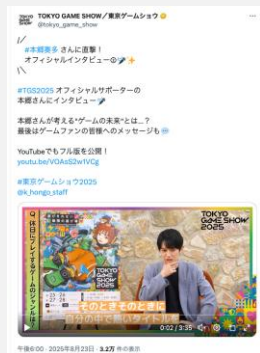 TOKYO GAME SHOW／東京ゲームショウ
@tokyo_game_show
//
#本郷奏多 さんに直撃！
オフィシャルインタビュー
\\
#TGS2025 オフィシャルサポーターの
本郷さんにインタビュー
本郷さんが考える“ゲームの未来”とは…？
最後はゲームファンの皆様へのメッセージも
YouTubeでもフル版を公開！
#東京ゲームショウ2025
@k_hongo_staff
TOKYO
GAME SHOW
2025
そのときそのときに
0:02 / 3:35
午後6:00 · 2025年8月23日 · 3.2万 件の表示